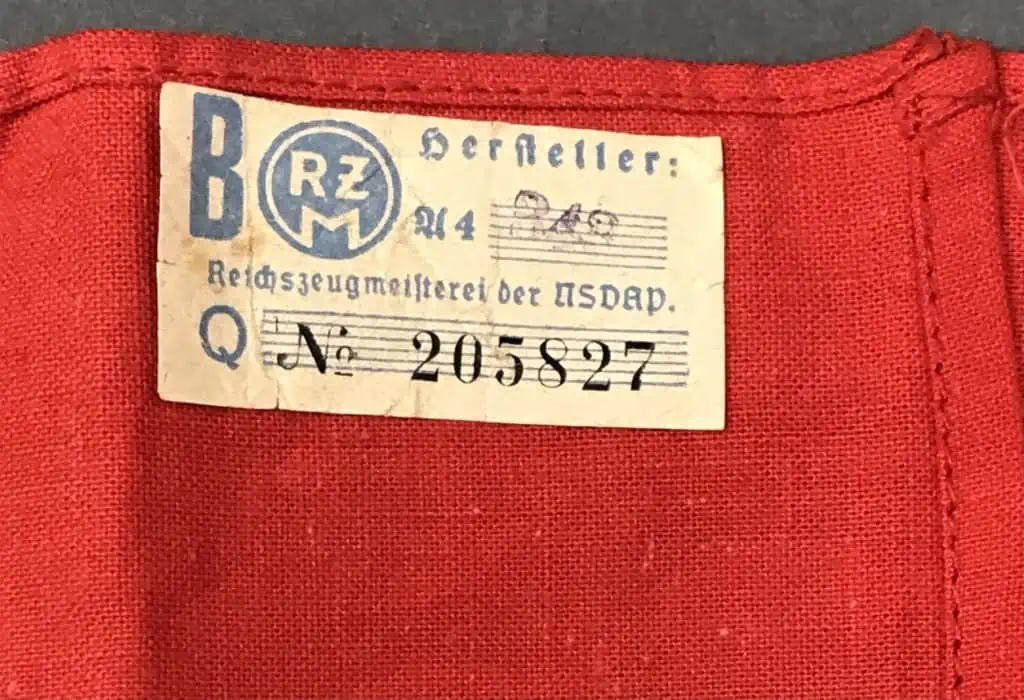 B RZM Hersteller:
A4
Reichszeugmeisterei der NSDAP.
Q № 205827